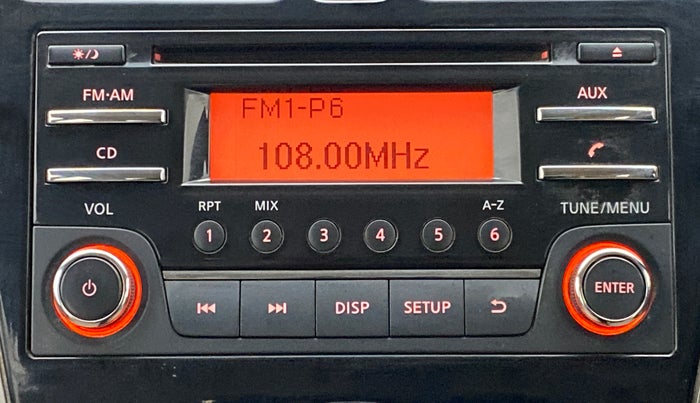 FM·AM
FM1-P6
AUX
108.00MHz
CD
VOL
RPT
MIX
A-Z
TUNE/MENU
1
2
3
4
5
6
DISP
SETUP
ENTER